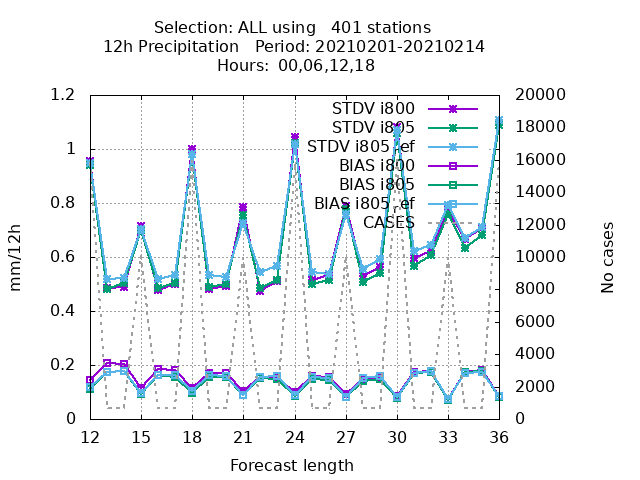 Selection: ALL using   401 stations
12h Precipitation   Period: 20210201-20210214
Hours:  00,06,12,18
STDV i800
STDV i805
STDV i805_ref
BIAS i800
BIAS i805
BIAS i805_ref
CASES
1.2
1
0.8
0.6
0.4
0.2
0
20000
18000
16000
14000
12000
10000
8000
6000
4000
2000
0
mm/12h
No cases
12 15 18 21 24 27 30 33 36
Forecast length